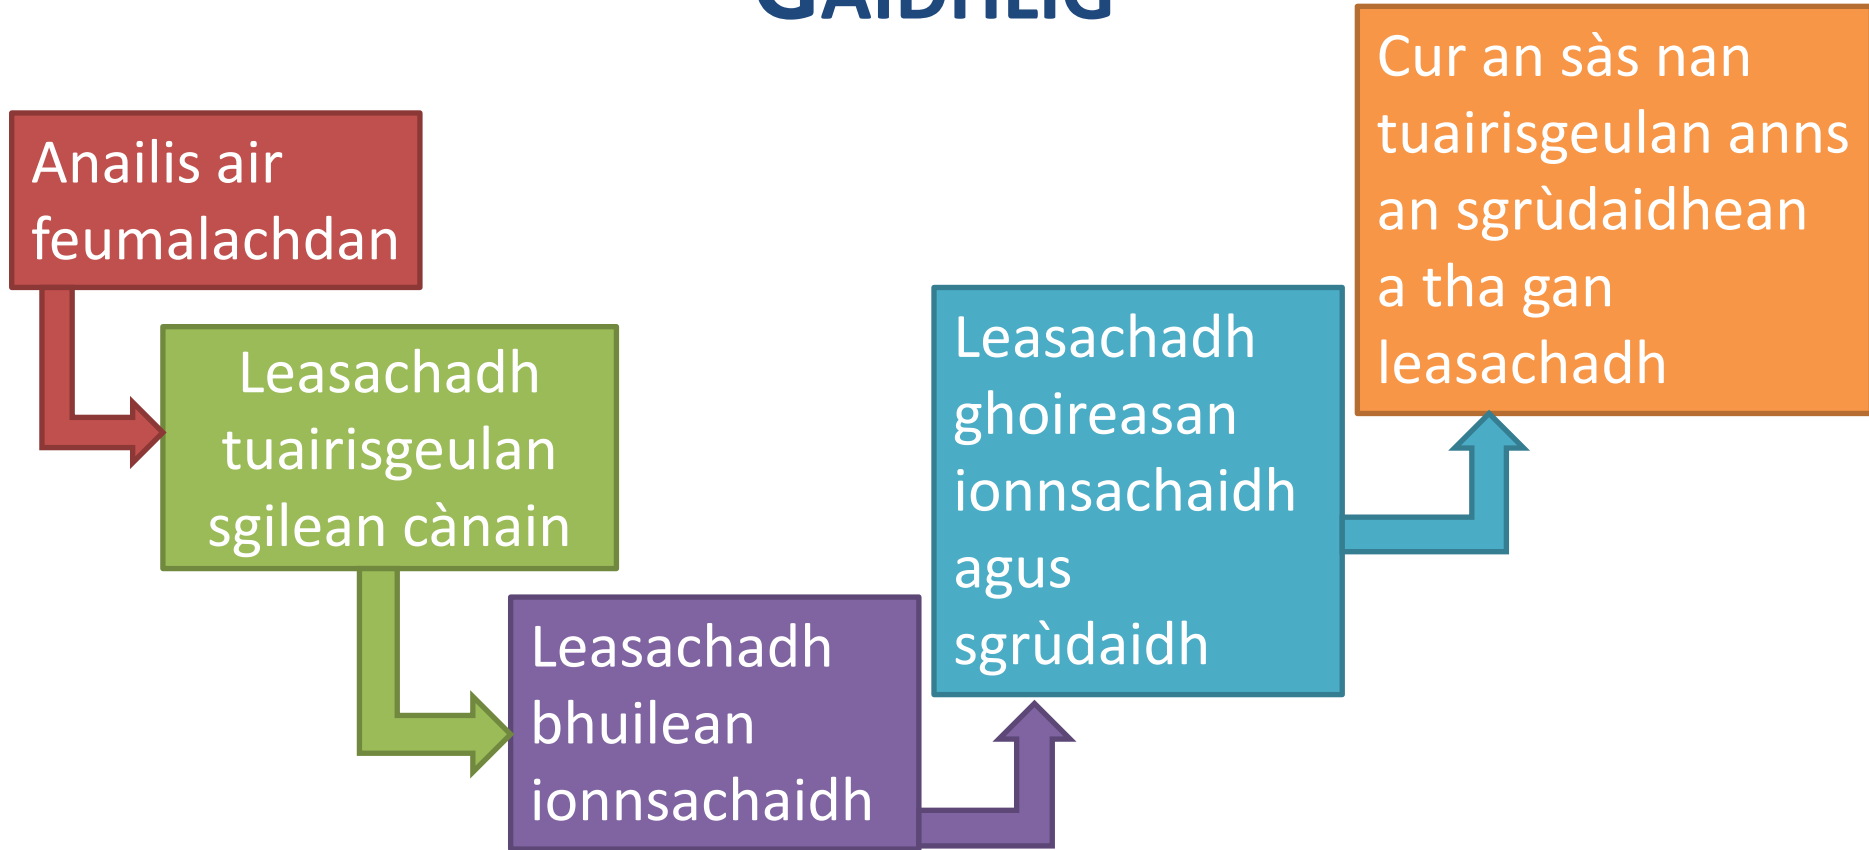 GÀIDHLIG
Anailis air
feumalachdan
Leasachadh
tuairisgeulan
sgilean cànain
Leasachadh
bhuilean
ionnsachaidh
Leasachadh
ghoireasan
ionnsachaidh
agus
sgrùdaidh
Cur an sàs nan
tuairisgeulan anns
an sgrùdaidhean
a tha gan
leasachadh